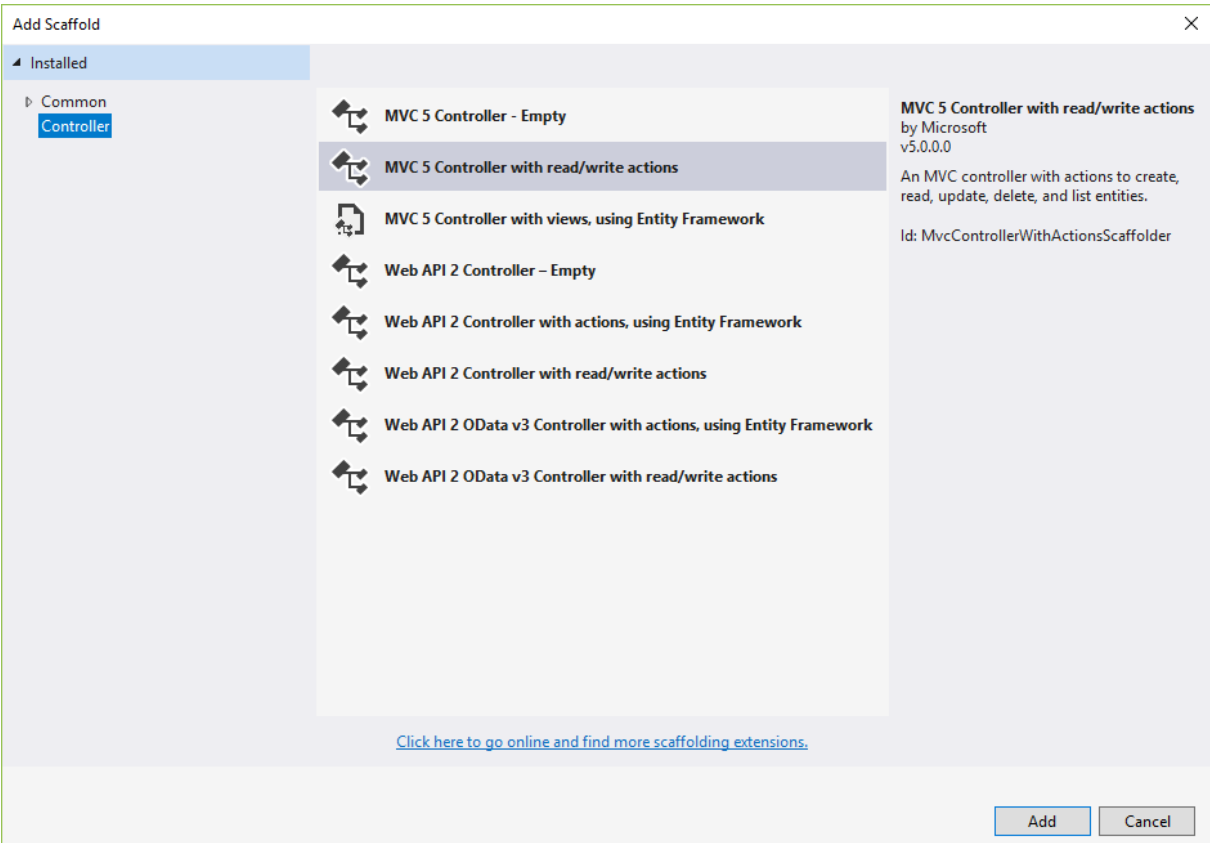 Add Scaffold
Installed
Common
Controller
MVC 5 Controller - Empty
MVC 5 Controller with read/write actions
MVC 5 Controller with views, using Entity Framework
Web API 2 Controller – Empty
Web API 2 Controller with actions, using Entity Framework
Web API 2 Controller with read/write actions
Web API 2 OData v3 Controller with actions, using Entity Framework
Web API 2 OData v3 Controller with read/write actions
Click here to go online and find more scaffolding extensions.
MVC 5 Controller with read/write actions
by Microsoft
v5.0.0.0
An MVC controller with actions to create,
read, update, delete, and list entities.
Id: MvcControllerWithActionsScaffolder
Add
Cancel